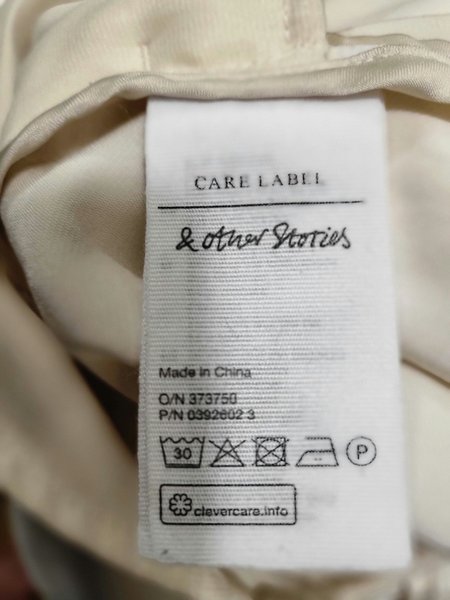 CARE LABEL
& Other Stories
Made in China
O/N 373750
P/N 0392602 3
30 P
clevercare.info